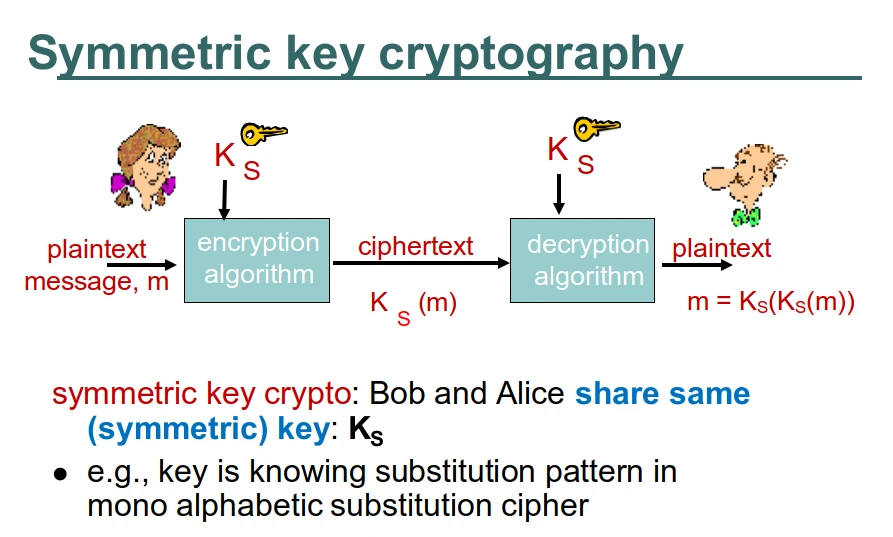 Symmetric key cryptography
K S
K S
plaintext
message, m
encryption
algorithm
ciphertext
K S (m)
decryption
algorithm
plaintext
m = KS(KS(m))
symmetric key crypto: Bob and Alice share same
(symmetric) key: KS
● e.g., key is knowing substitution pattern in
mono alphabetic substitution cipher